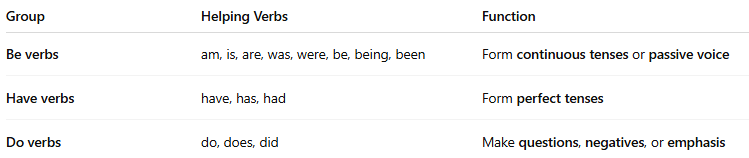 Group Helping Verbs Function
Be verbs am, is, are, was, were, be, being, been Form continuous tenses or passive voice
Have verbs have, has, had Form perfect tenses
Do verbs do, does, did Make questions, negatives, or emphasis